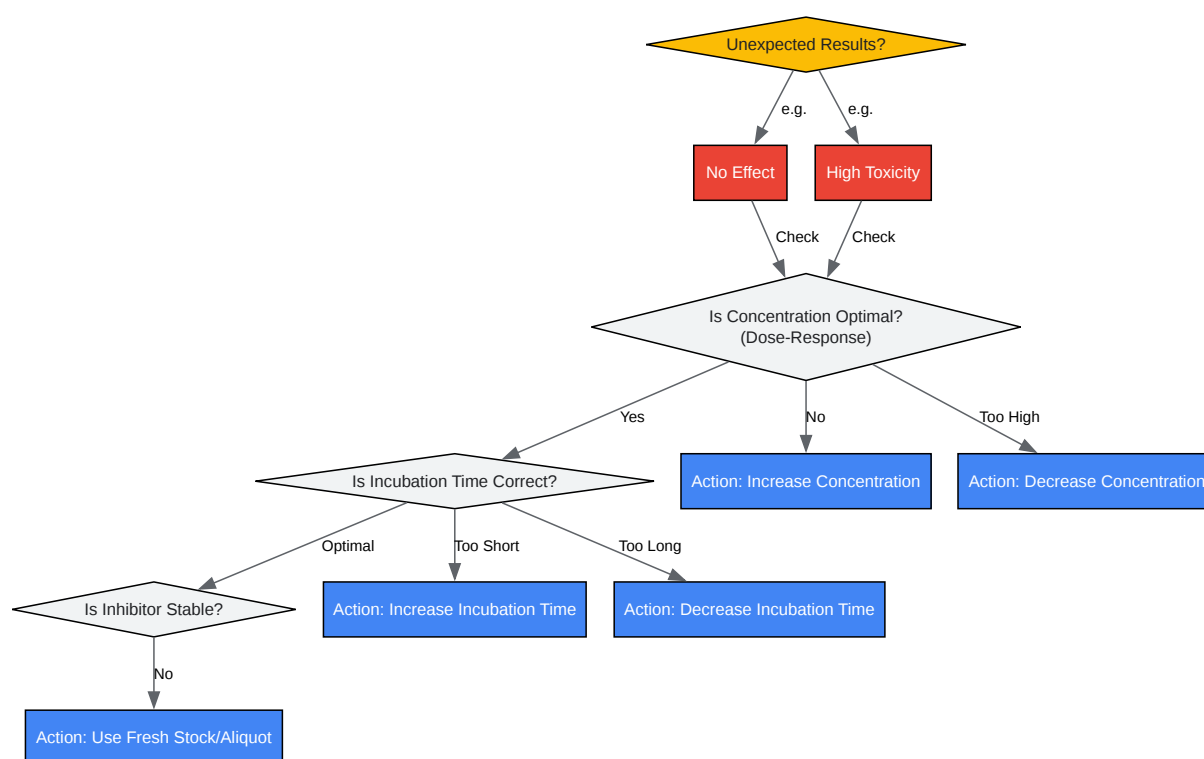 Unexpected Results?
e.g.
e.g.
No Effect
High Toxicity
Check
Check
Is Concentration Optimal?
(Dose-Response)
Yes
No
Too High
Is Incubation Time Correct?
Action: Increase Concentration
Action: Decrease Concentration
Optimal
Too Short
Too Long
Is Inhibitor Stable?
Action: Increase Incubation Time
Action: Decrease Incubation Time
No
Action: Use Fresh Stock/Aliquot